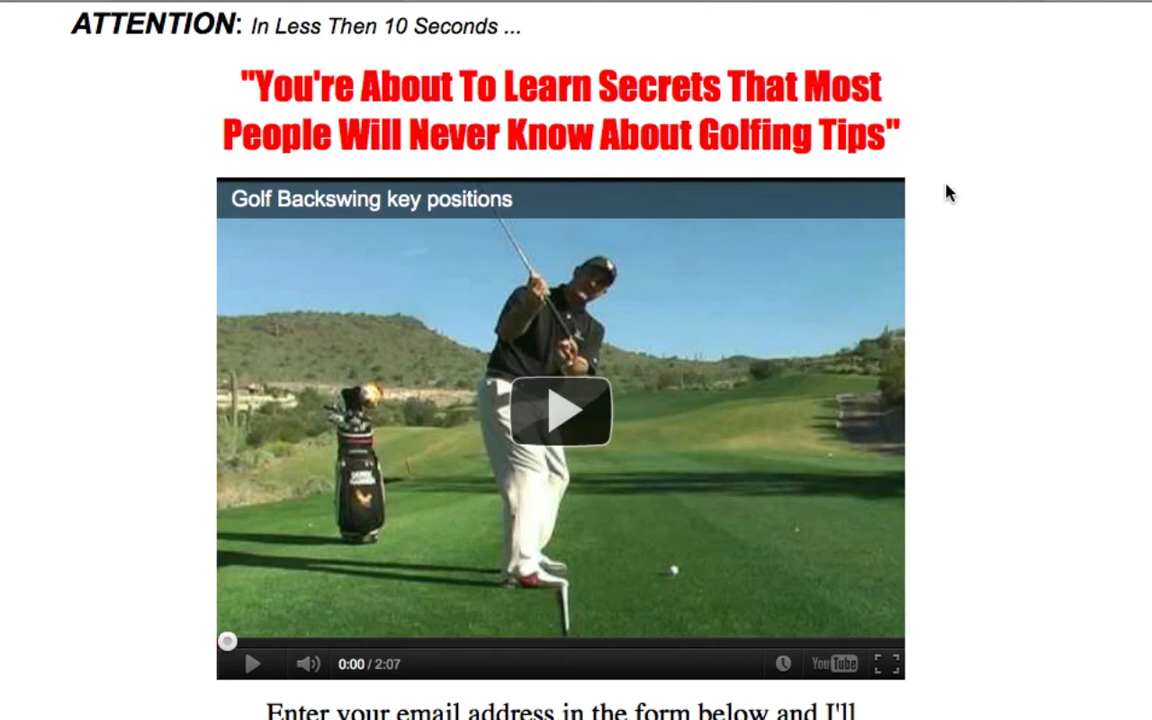 ATTENTION: In Less Then 10 Seconds ...
"You're About To Learn Secrets That Most
People Will Never Know About Golfing Tips"
Golf Backswing key positions
0:00 / 2:07
YouTube
Enter your email address in the form below and I'll